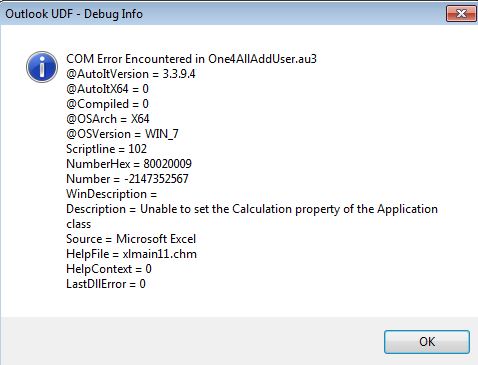 Outlook UDF - Debug Info
COM Error Encountered in One4AllAddUser.au3
@AutoItVersion = 3.3.9.4
@AutoItX64 = 0
@Compiled = 0
@OSArch = X64
@OSVersion = WIN_7
Scriptline = 102
NumberHex = 80020009
Number = -2147352567
WinDescription =
Description = Unable to set the Calculation property of the Application
class
Source = Microsoft Excel
HelpFile = xlmain11.chm
HelpContext = 0
LastDllError = 0
OK